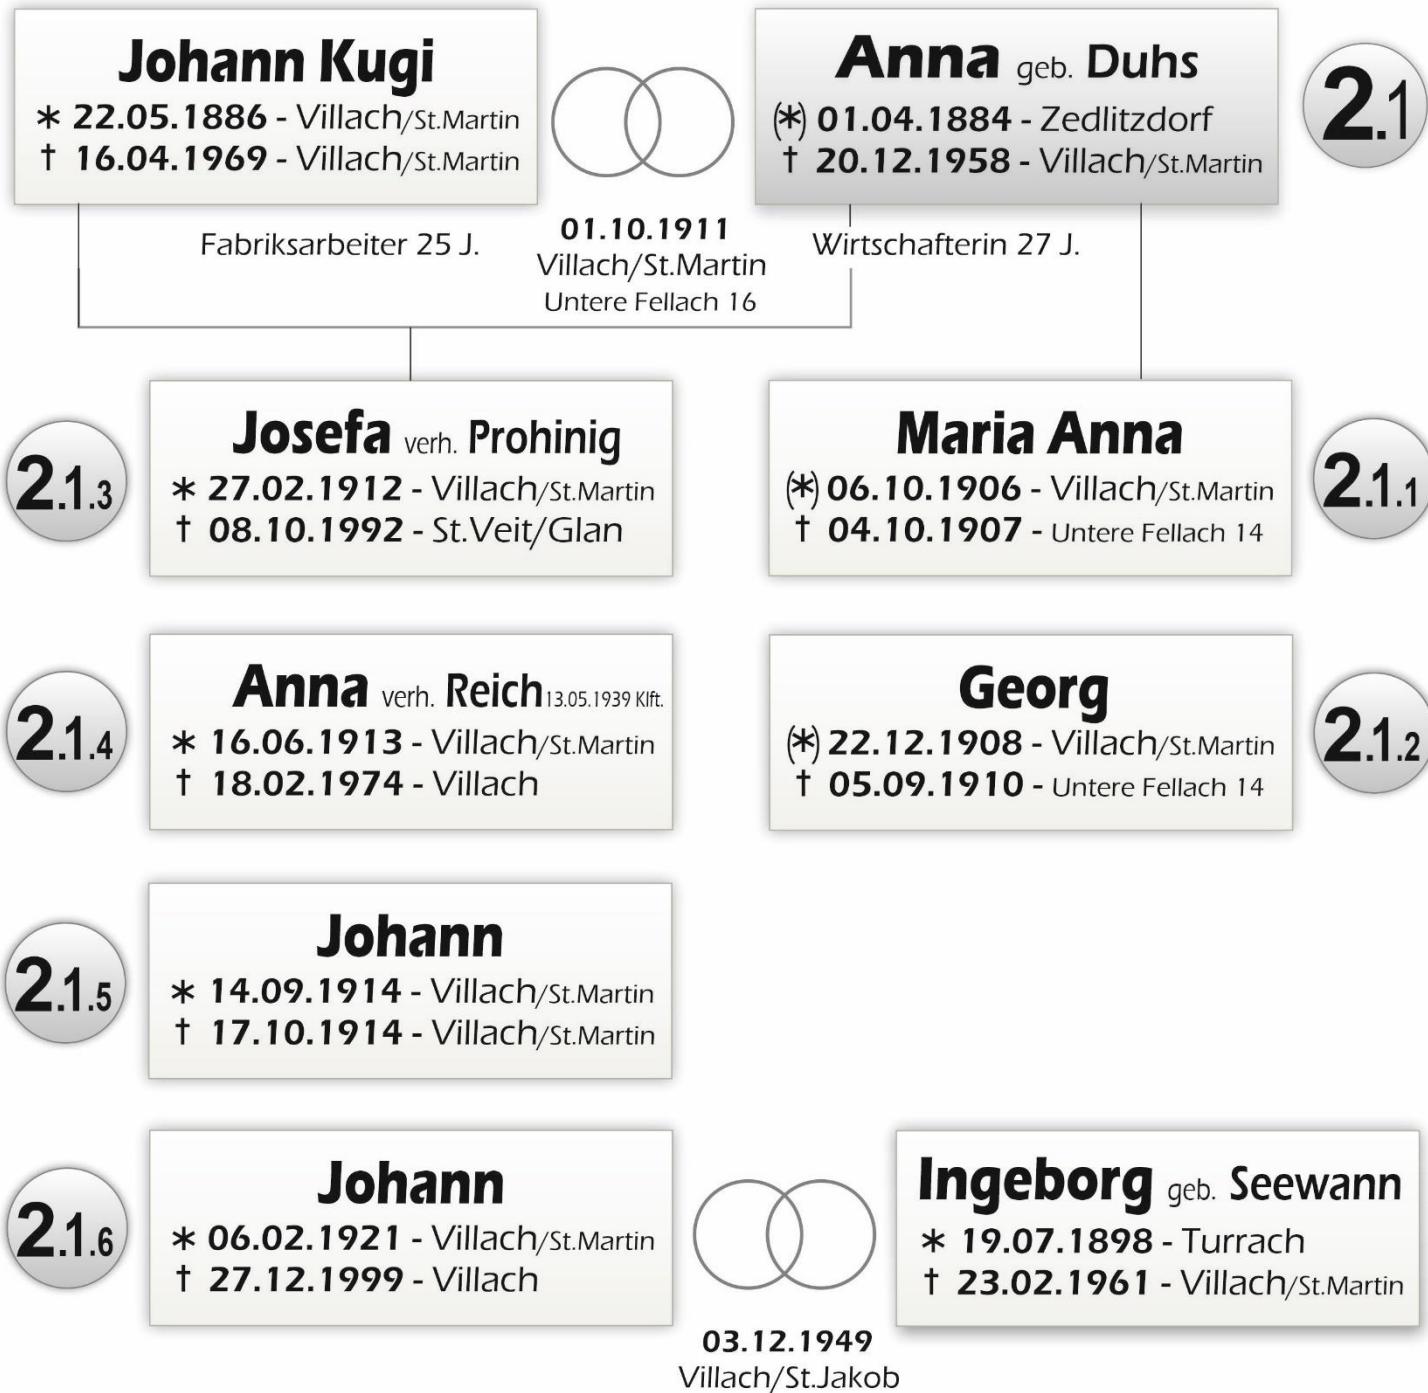 Johann Kugi
* 22.05.1886 - Villach/St.Martin
† 16.04.1969 - Villach/St.Martin
Anna geb. Duhs
(*) 01.04.1884 - Zedlitzdorf
† 20.12.1958 - Villach/St.Martin
2.1
Fabriksarbeiter 25 J.
01.10.1911
Villach/St.Martin
Untere Fellach 16
Wirtschafterin 27 J.
2.1.3
Josefa verh. Prohinig
* 27.02.1912 - Villach/St.Martin
† 08.10.1992 - St.Veit/Glan
Maria Anna
(*) 06.10.1906 - Villach/St.Martin
† 04.10.1907 - Untere Fellach 14
2.1.1
2.1.4
Anna verh. Reich 13.05.1939 Klft.
* 16.06.1913 - Villach/St.Martin
† 18.02.1974 - Villach
Georg
(*) 22.12.1908 - Villach/St.Martin
† 05.09.1910 - Untere Fellach 14
2.1.2
2.1.5
Johann
* 14.09.1914 - Villach/St.Martin
† 17.10.1914 - Villach/St.Martin
2.1.6
Johann
* 06.02.1921 - Villach/St.Martin
† 27.12.1999 - Villach
03.12.1949
Villach/St.Jakob
Ingeborg geb. Seewann
* 19.07.1898 - Turrach
† 23.02.1961 - Villach/St.Martin